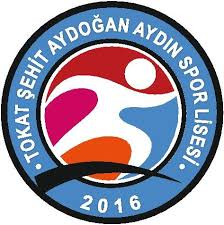 · TOKAT ŞEHİT AYDOĞAN AYDIN SPOR LİSESİ ·
2016